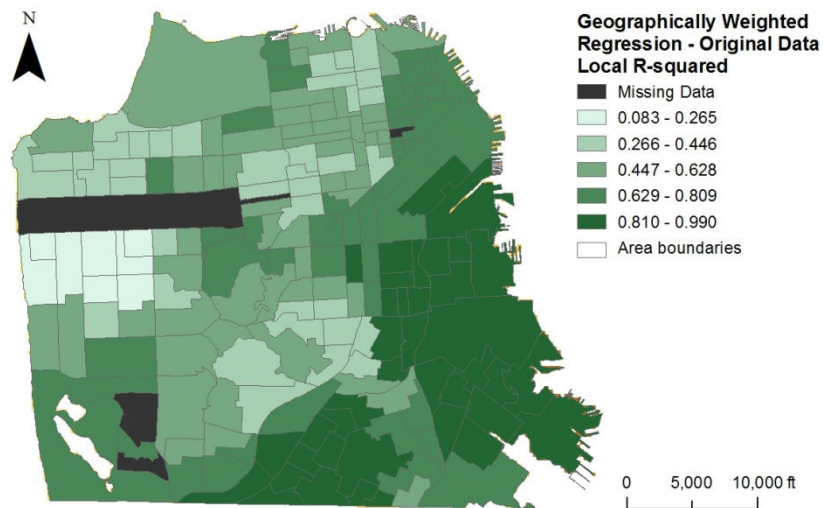 N
Geographically Weighted
Regression - Original Data
Local R-squared
Missing Data
0.083 - 0.265
0.266 - 0.446
0.447 - 0.628
0.629 - 0.809
0.810 - 0.990
Area boundaries
0 5,000 10,000 ft